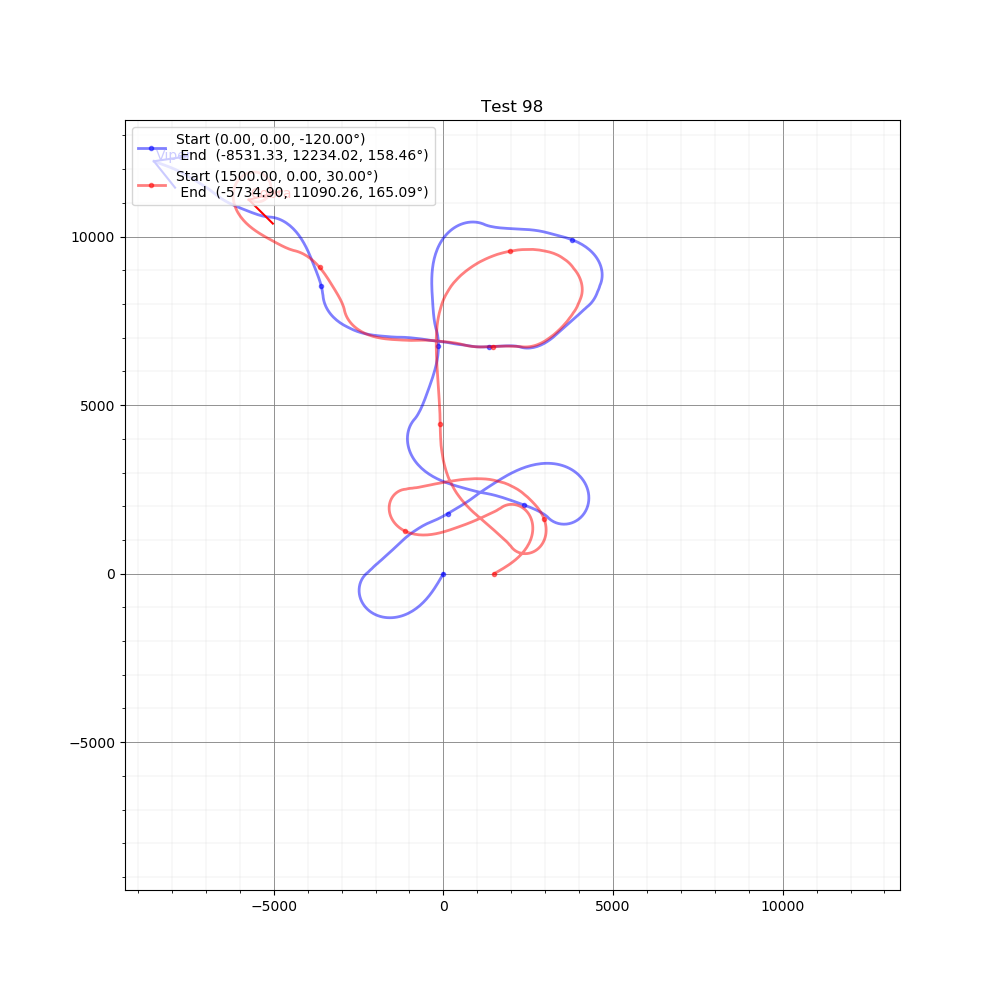 Test 98
Start (0.00, 0.00, -120.00°)
End (-8531.33, 12234.02, 158.46°)
Start (1500.00, 0.00, 30.00°)
End (-5734.90, 11090.26, 165.09°)
10000
5000
0
−5000
−5000
0
5000
10000